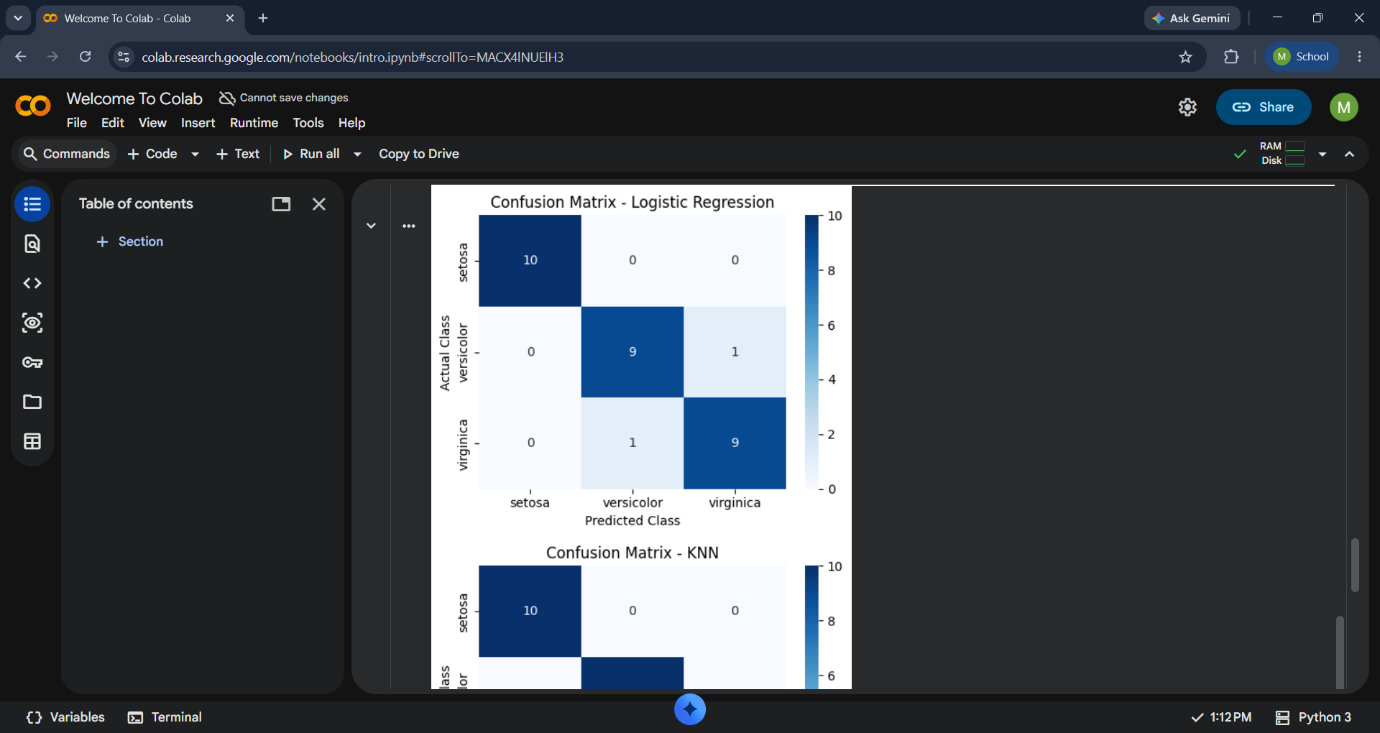 Welcome To Colab - Colab
Ask Gemini
colab.research.google.com/notebooks/intro.ipynb#scrollTo=MACX4lNUElH3
M School
Welcome To Colab
Cannot save changes
Share
M
File Edit View Insert Runtime Tools Help
Commands + Code + Text Run all Copy to Drive
RAM
Disk
Table of contents
+ Section
Confusion Matrix - Logistic Regression
setosa 10 0 0
versicolor 0 9 1
virginica 0 1 9
Actual Class
setosa versicolor virginica
Predicted Class
10
8
6
4
2
0
Confusion Matrix - KNN
setosa 10 0 0
10
8
6
lass
lor
Variables
Terminal
1:12 PM
Python 3